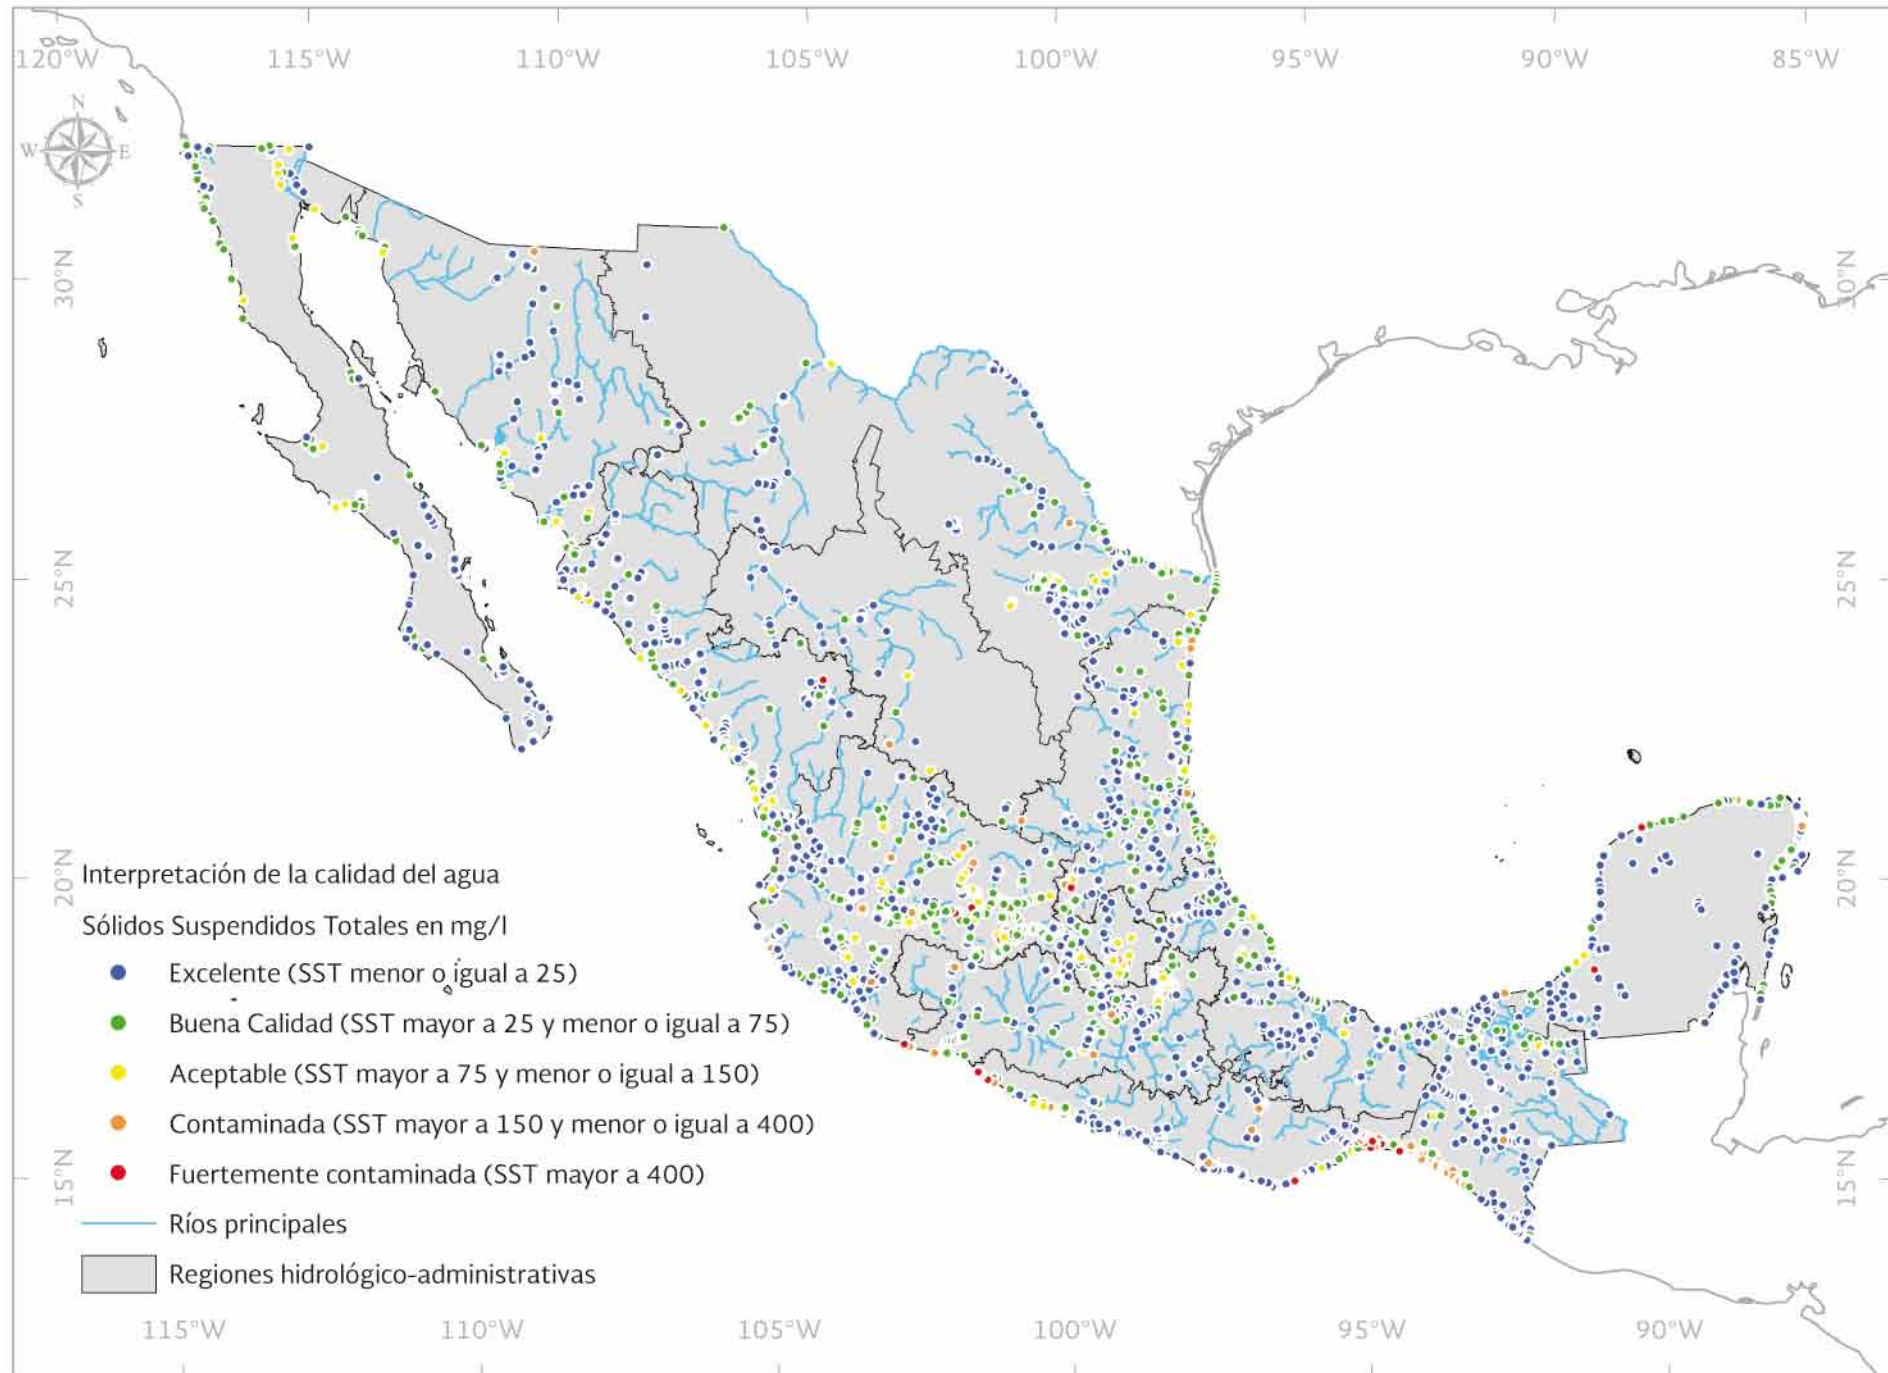 120°W 115°W 110°W 105°W 100°W 95°W 90°W 85°W
N
W E
S
30°N 30°N
25°N 25°N
20°N 20°N
15°N 15°N
Interpretación de la calidad del agua
Sólidos Suspendidos Totales en mg/l
Excelente (SST menor o igual a 25)
Buena Calidad (SST mayor a 25 y menor o igual a 75)
Aceptable (SST mayor a 75 y menor o igual a 150)
Contaminada (SST mayor a 150 y menor o igual a 400)
Fuertemente contaminada (SST mayor a 400)
Ríos principales
Regiones hidrológico-administrativas
115°W 110°W 105°W 100°W 95°W 90°W